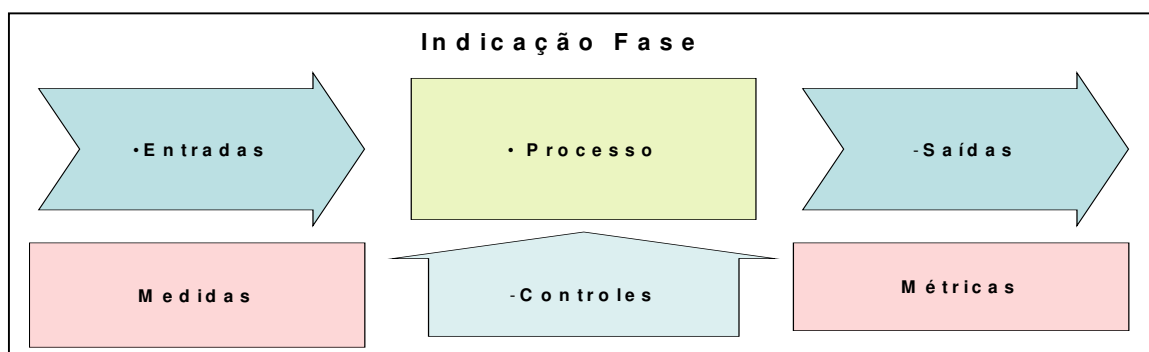 Indicação Fase
•Entradas
• Processo
-Saídas
Medidas
-Controles
Métricas